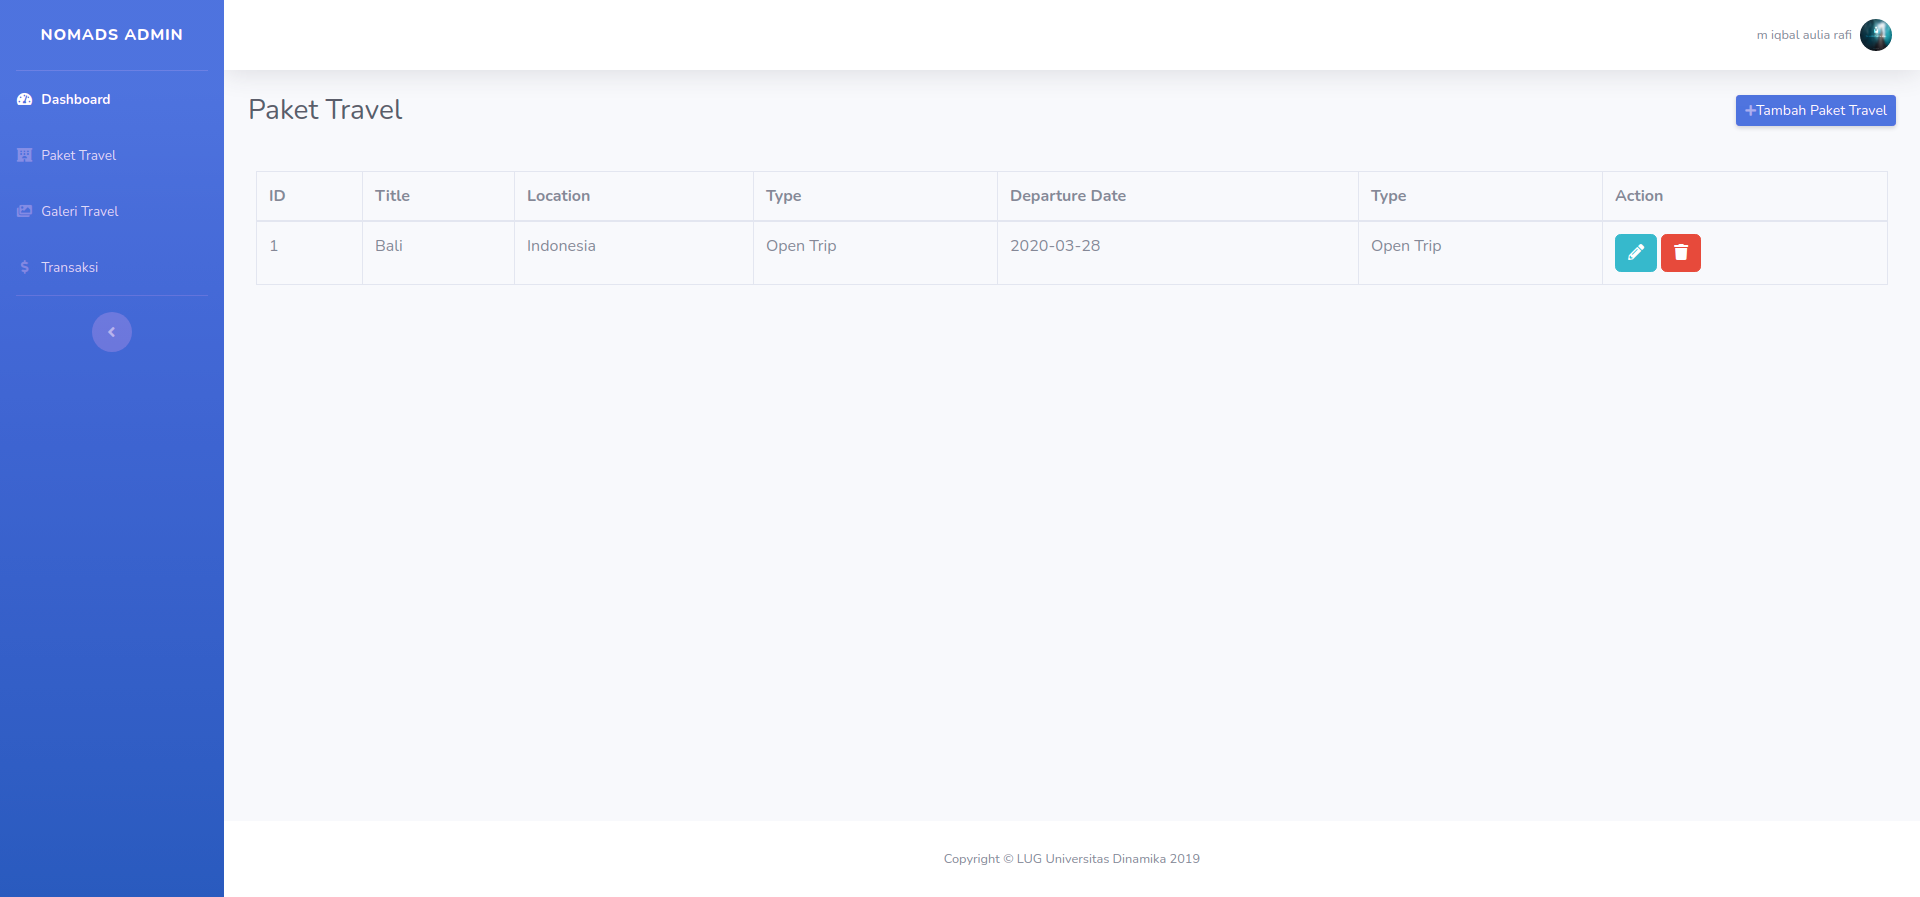 NOMADS ADMIN
m iqbal aulia rafi
Dashboard
Paket Travel
Galeri Travel
Transaksi
Paket Travel
+Tambah Paket Travel
ID Title Location Type Departure Date Type Action
1 Bali Indonesia Open Trip 2020-03-28 Open Trip
Copyright © LUG Universitas Dinamika 2019